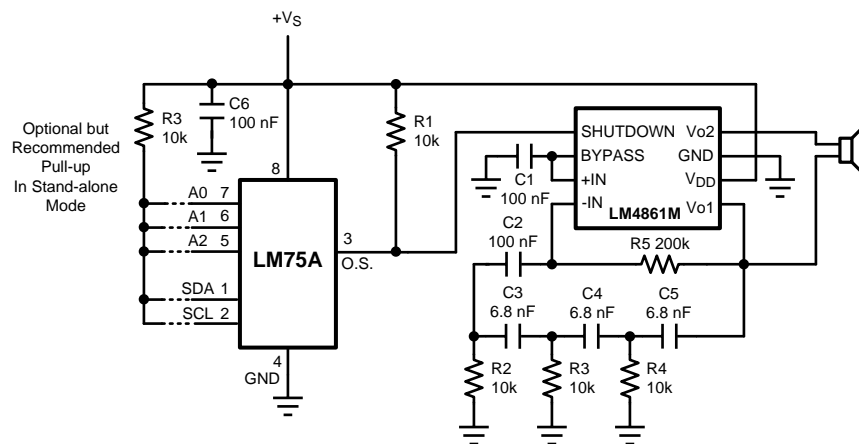 +VS
Optional but
Recommended
Pull-up
In Stand-alone
Mode
R3
10k
C6
100 nF
R1
10k
8
A0 7
A1 6
A2 5
SDA 1
SCL 2
LM75A
3
O.S.
4
GND
SHUTDOWN
BYPASS
+IN
-IN
Vo2
GND
VDD
Vo1
LM4861M
C1
100 nF
C2
100 nF
R5 200k
C3
6.8 nF
C4
6.8 nF
C5
6.8 nF
R2
10k
R3
10k
R4
10k